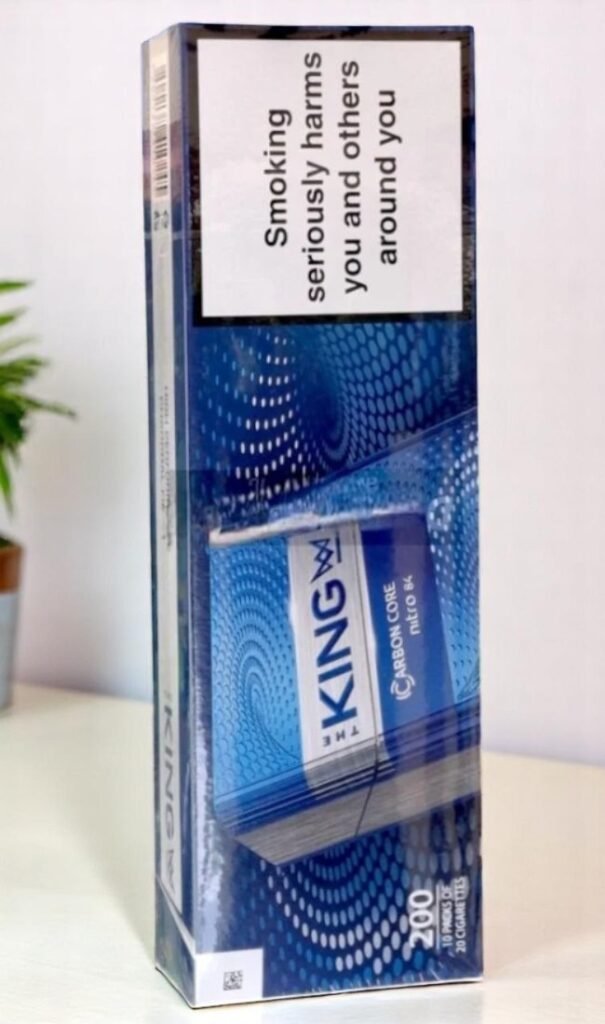 Smoking
seriously harms
you and others
around you
THE
KING
CARBON CORE
nitro 84
200
10 PACKS OF
20 CIGARETTES
KING